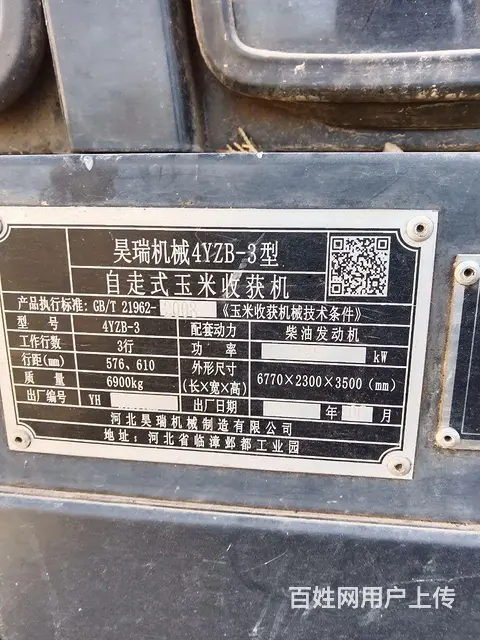 昊瑞机械4YZB-3型
自走式玉米收获机
产品执行标准: GB/T 21962- 《玉米收获机械技术条件》
型号 4YZB-3 配套动力 柴油发动机
工作行数 3行 功率 kW
行距(mm) 576、610 外形尺寸
质量 6900kg (长×宽×高) 6770×2300×3500 (mm)
出厂编号 YH 出厂日期 年 月
河北昊瑞机械制造有限公司
地址: 河北省临漳邺都工业园
百姓网用户上传